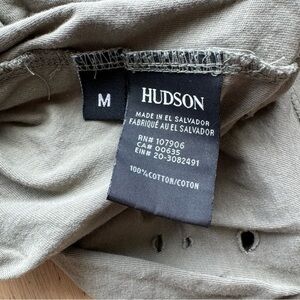 M
HUDSON
MADE IN EL SALVADOR
FABRIQUÉ AU EL SALVADOR
RN# 107906
CA# 00635
EIN# 20-3082491
100% COTTON/COTON